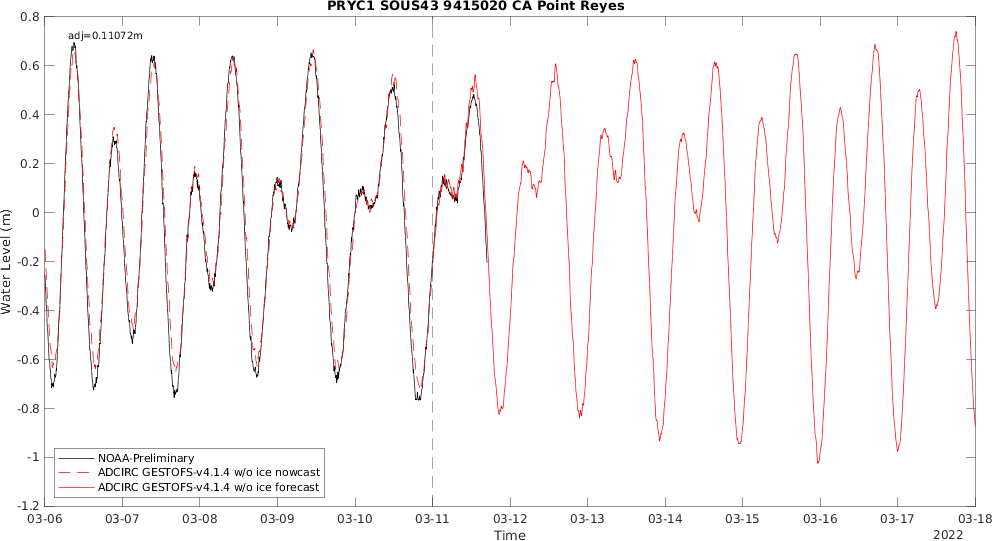 PRYC1 SOUS43 9415020 CA Point Reyes
adj=0.11072m
0.8
0.6
0.4
0.2
0
-0.2
-0.4
-0.6
-0.8
-1
-1.2
Water Level (m)
NOAA-Preliminary
ADCIRC GESTOFS-v4.1.4 w/o ice nowcast
ADCIRC GESTOFS-v4.1.4 w/o ice forecast
03-06 03-07 03-08 03-09 03-10 03-11 03-12 03-13 03-14 03-15 03-16 03-17 03-18
Time
2022